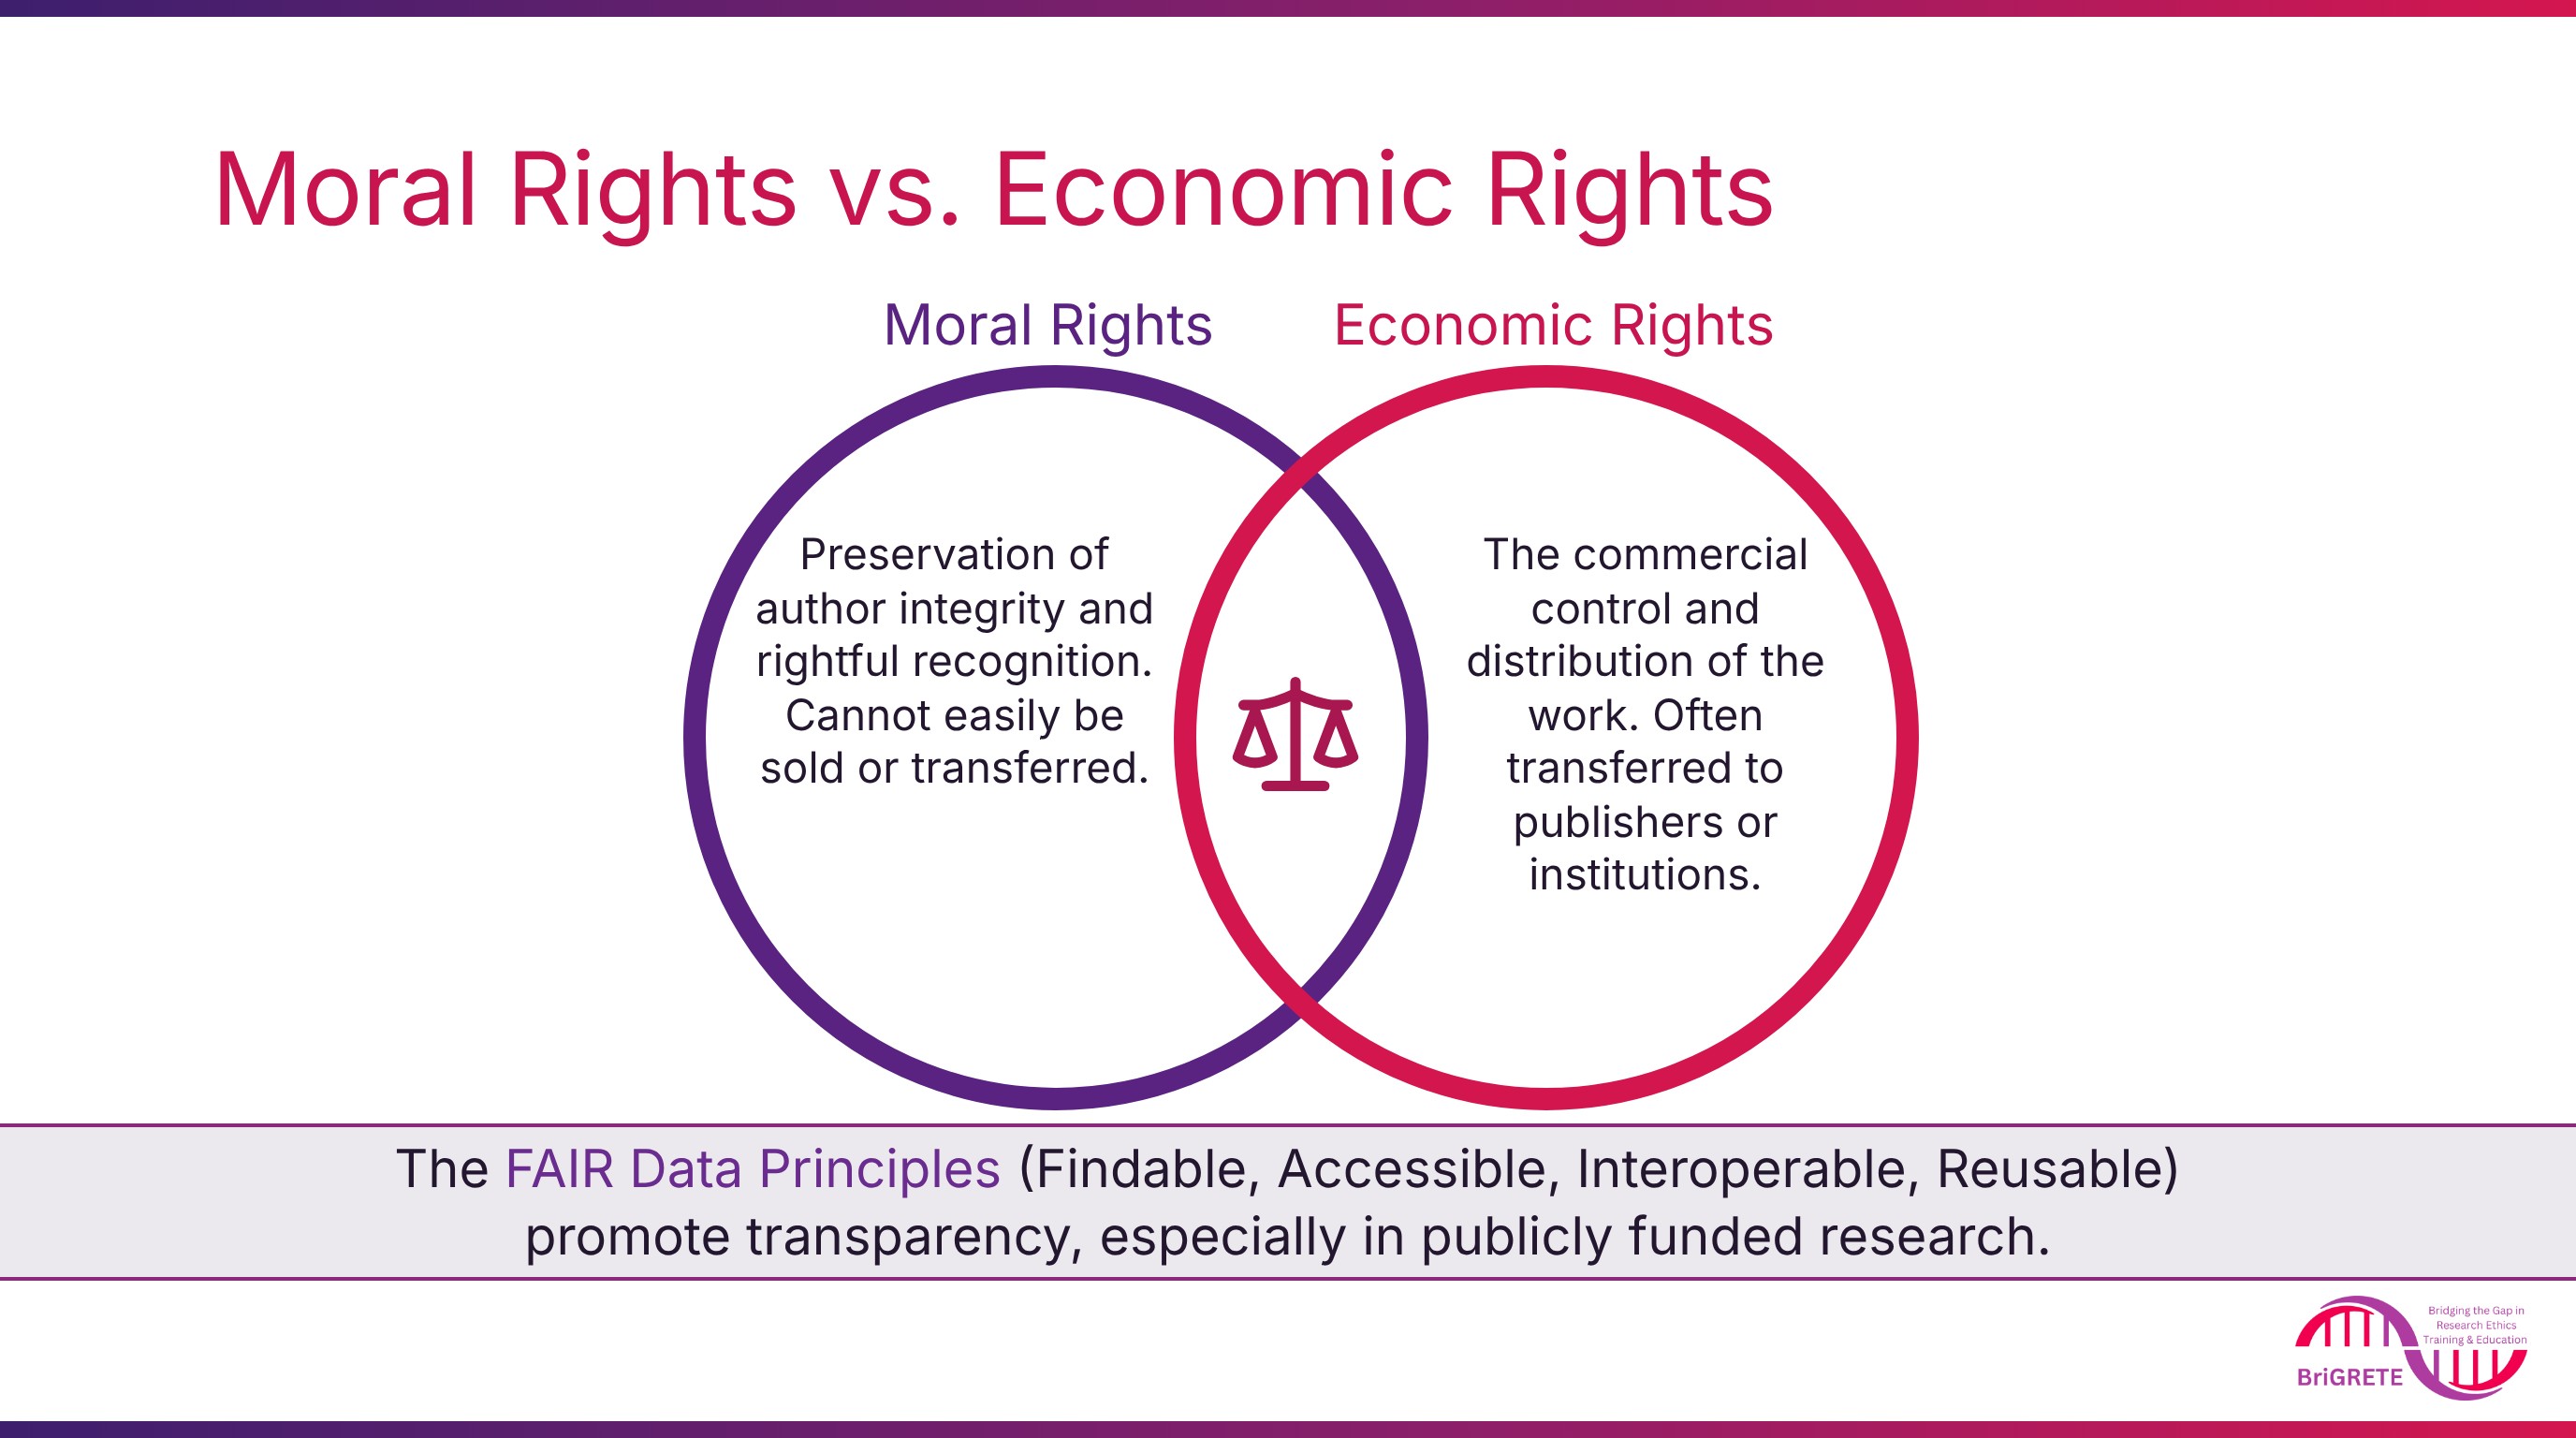 Moral Rights vs. Economic Rights
Moral Rights
Economic Rights
Preservation of
author integrity and
rightful recognition.
Cannot easily be
sold or transferred.
The commercial
control and
distribution of the
work. Often
transferred to
publishers or
institutions.
The FAIR Data Principles (Findable, Accessible, Interoperable, Reusable)
promote transparency, especially in publicly funded research.
Bridging the Gap in
Research Ethics
Training & Education
BriGRETE